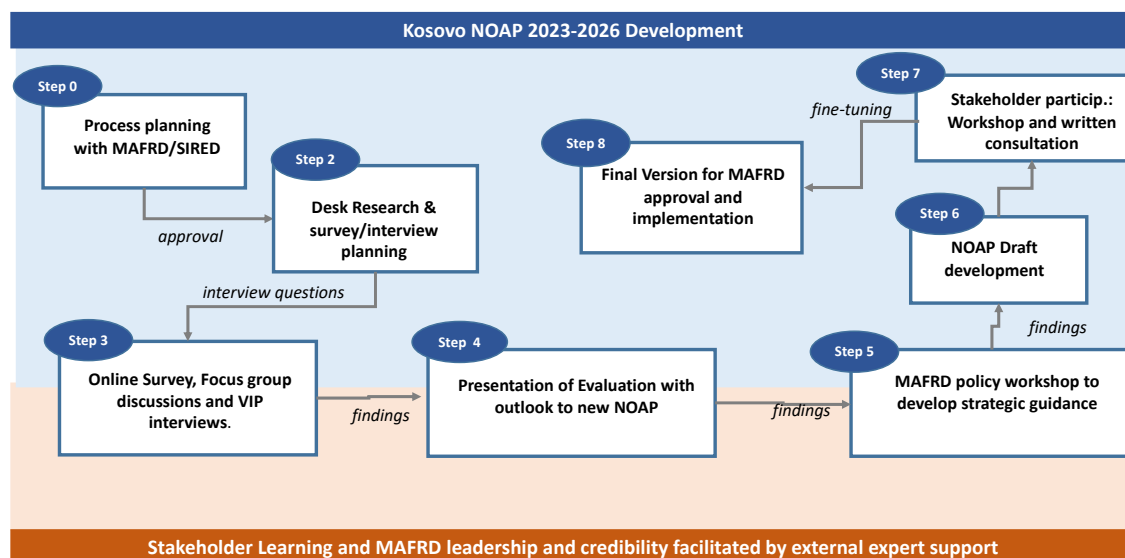 Kosovo NOAP 2023-2026 Development
Step 0
Process planning
with MAFRD/SIRED
approval
Step 2
Desk Research &
survey/interview
planning
interview questions
Step 3
Online Survey, Focus group
discussions and VIP
interviews.
findings
Step 4
Presentation of Evaluation with
outlook to new NOAP
findings
Step 5
MAFRD policy workshop to
develop strategic guidance
findings
Step 6
NOAP Draft
development
Step 7
Stakeholder particip.:
Workshop and written
consultation
fine-tuning
Step 8
Final Version for MAFRD
approval and
implementation
Stakeholder Learning and MAFRD leadership and credibility facilitated by external expert support